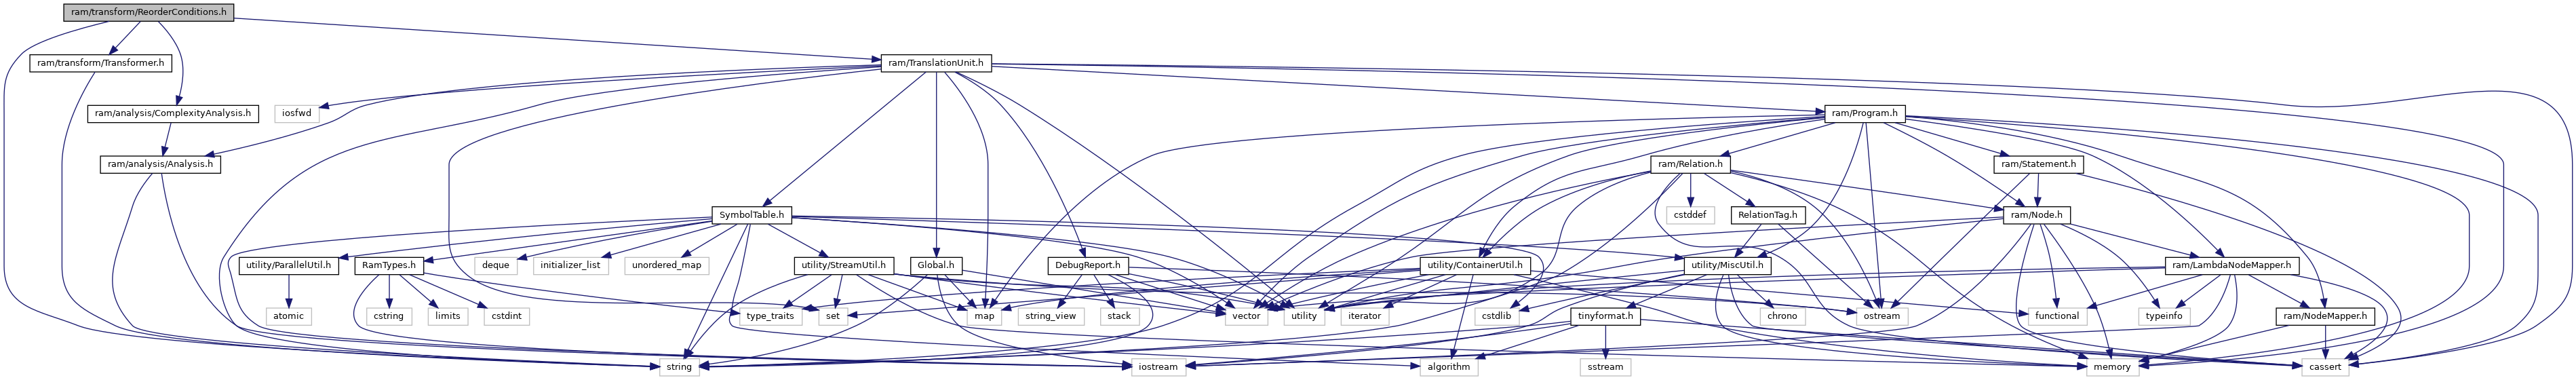 ram/transform/ReorderConditions.h
ram/transform/Transformer.h
ram/TranslationUnit.h
ram/analysis/ComplexityAnalysis.h
iosfwd
ram/Program.h
ram/analysis/Analysis.h
ram/Relation.h
ram/Statement.h
SymbolTable.h
cstddef
RelationTag.h
ram/Node.h
utility/ParallelUtil.h
RamTypes.h
deque
initializer_list
unordered_map
utility/StreamUtil.h
Global.h
DebugReport.h
utility/ContainerUtil.h
utility/MiscUtil.h
ram/LambdaNodeMapper.h
atomic
cstring
limits
cstdint
type_traits
set
map
string_view
stack
vector
utility
iterator
cstdlib
tinyformat.h
chrono
ostream
functional
typeinfo
ram/NodeMapper.h
string
iostream
algorithm
sstream
memory
cassert